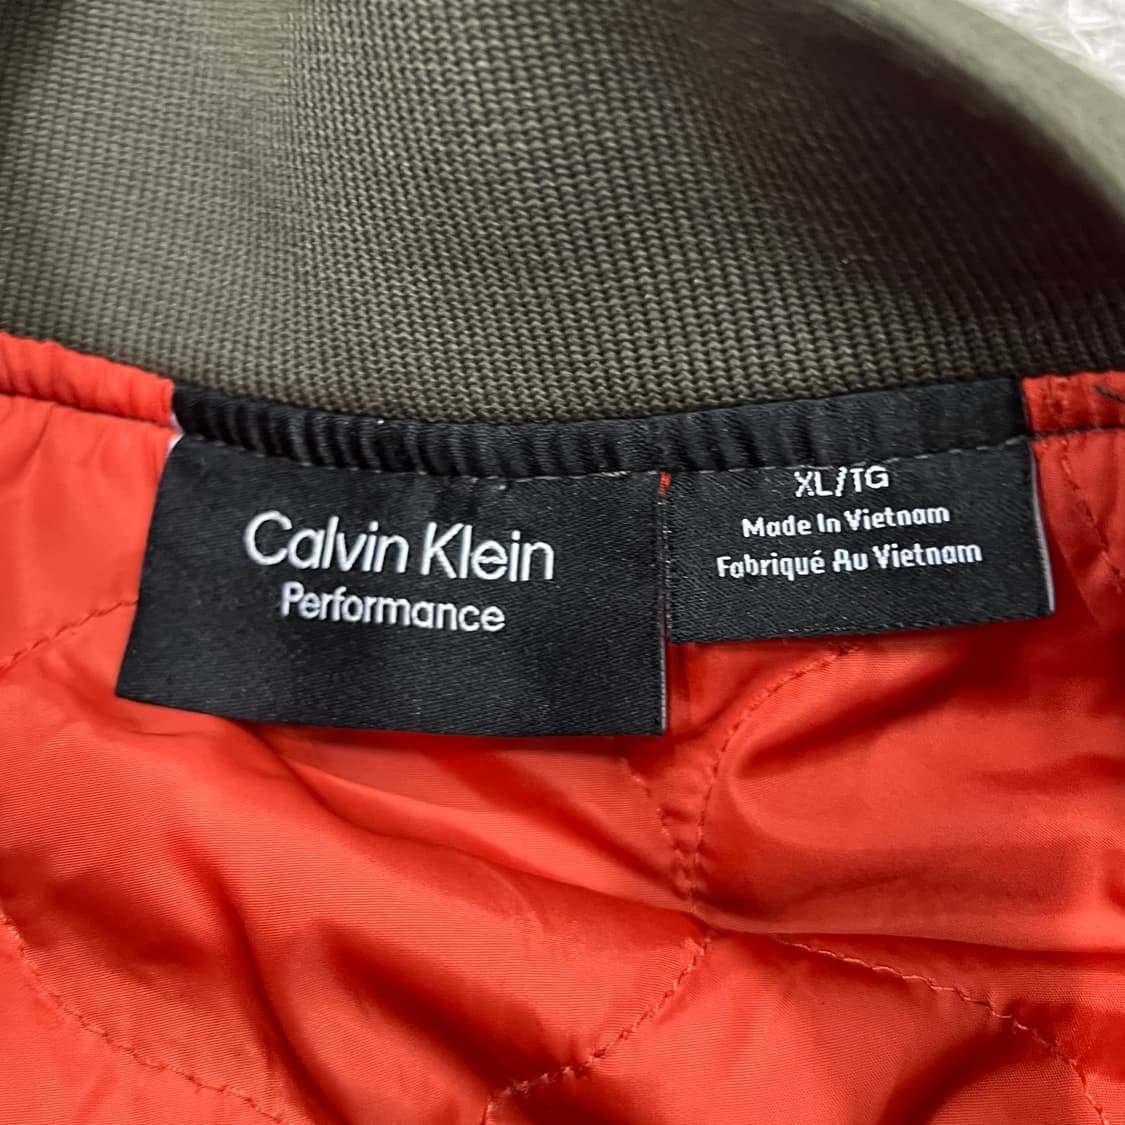 Calvin Klein
Performance
XL/TG
Made In Vietnam
Fabriqué Au Vietnam